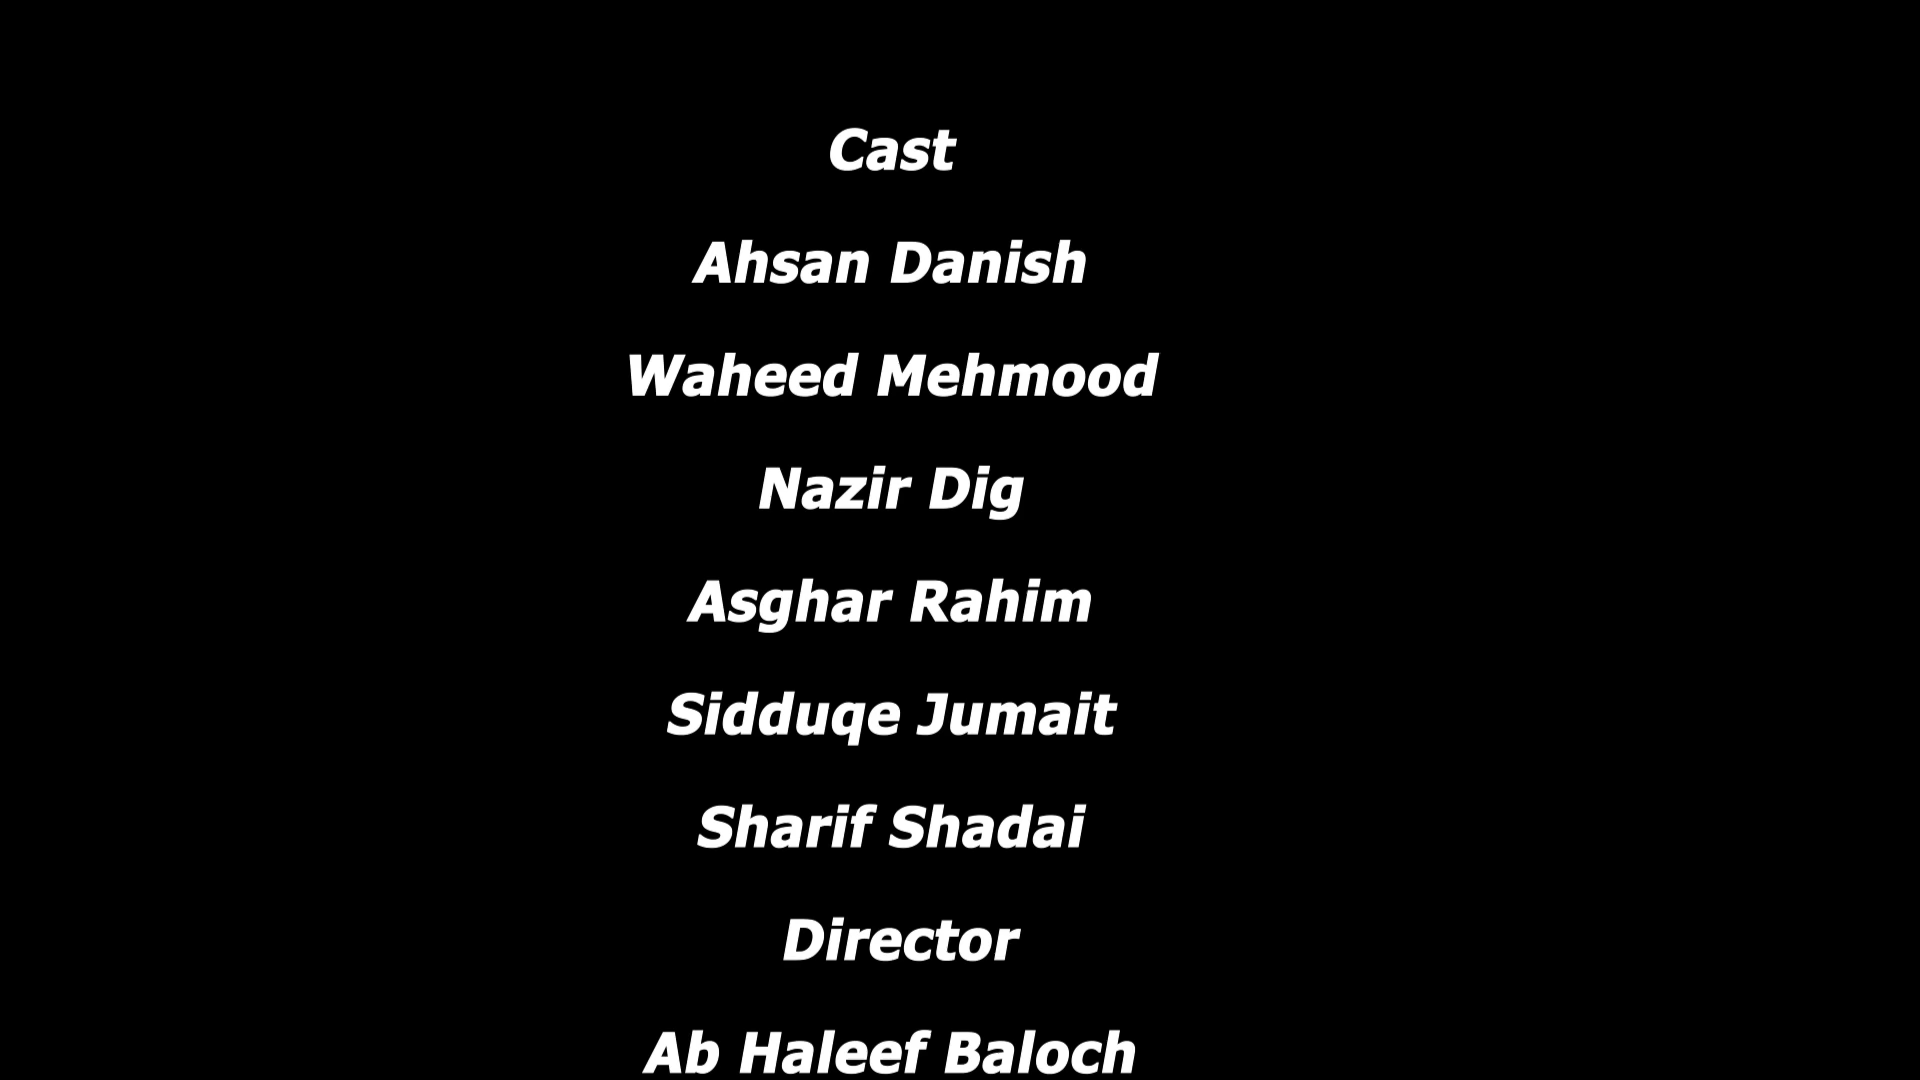 Cast
Ahsan Danish
Waheed Mehmood
Nazir Dig
Asghar Rahim
Sidduqe Jumait
Sharif Shadai
Director
Ab Haleef Baloch